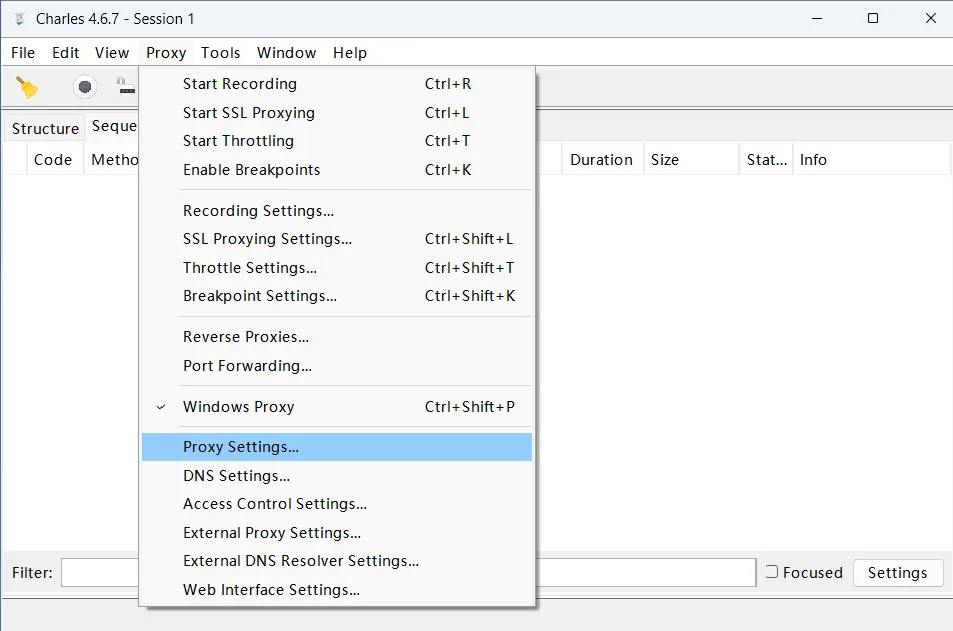 Charles 4.6.7 - Session 1
File Edit View Proxy Tools Window Help
Start Recording Ctrl+R
Start SSL Proxying Ctrl+L
Start Throttling Ctrl+T
Enable Breakpoints Ctrl+K
Structure Seque
Code Metho Duration Size Stat... Info
Recording Settings...
SSL Proxying Settings... Ctrl+Shift+L
Throttle Settings... Ctrl+Shift+T
Breakpoint Settings... Ctrl+Shift+K
Reverse Proxies...
Port Forwarding...
Windows Proxy Ctrl+Shift+P
Proxy Settings...
DNS Settings...
Access Control Settings...
External Proxy Settings...
External DNS Resolver Settings...
Web Interface Settings...
Filter: Focused Settings